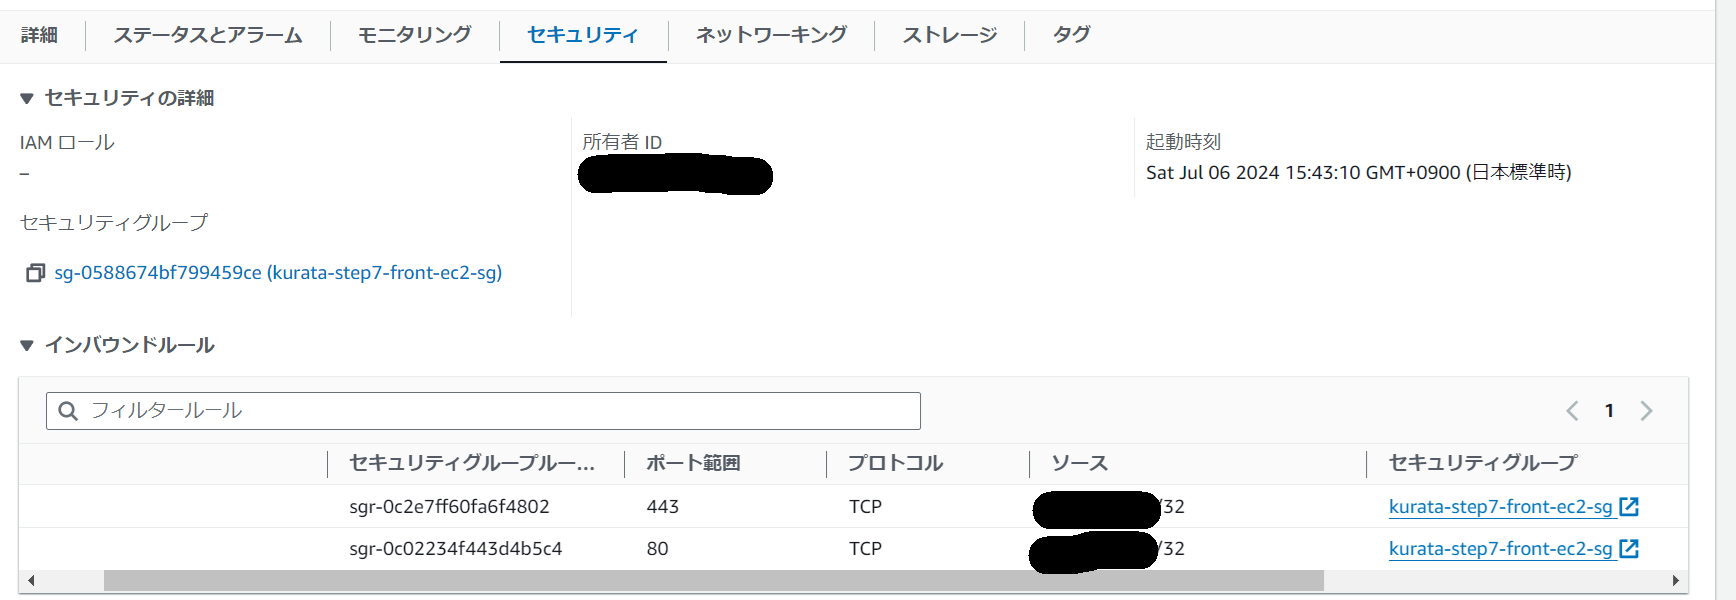 詳細 ステータスとアラーム モニタリング セキュリティ ネットワーキング ストレージ タグ
セキュリティの詳細
IAM ロール 所有者 ID 起動時刻
– Sat Jul 06 2024 15:43:10 GMT+0900 (日本標準時)
セキュリティグループ
sg-0588674bf799459ce (kurata-step7-front-ec2-sg)
インバウンドルール
フィルタールール 1
セキュリティグループルー... ポート範囲 プロトコル ソース セキュリティグループ
sgr-0c2e7ff60fa6f4802 443 TCP /32 kurata-step7-front-ec2-sg
sgr-0c02234f443d4b5c4 80 TCP /32 kurata-step7-front-ec2-sg